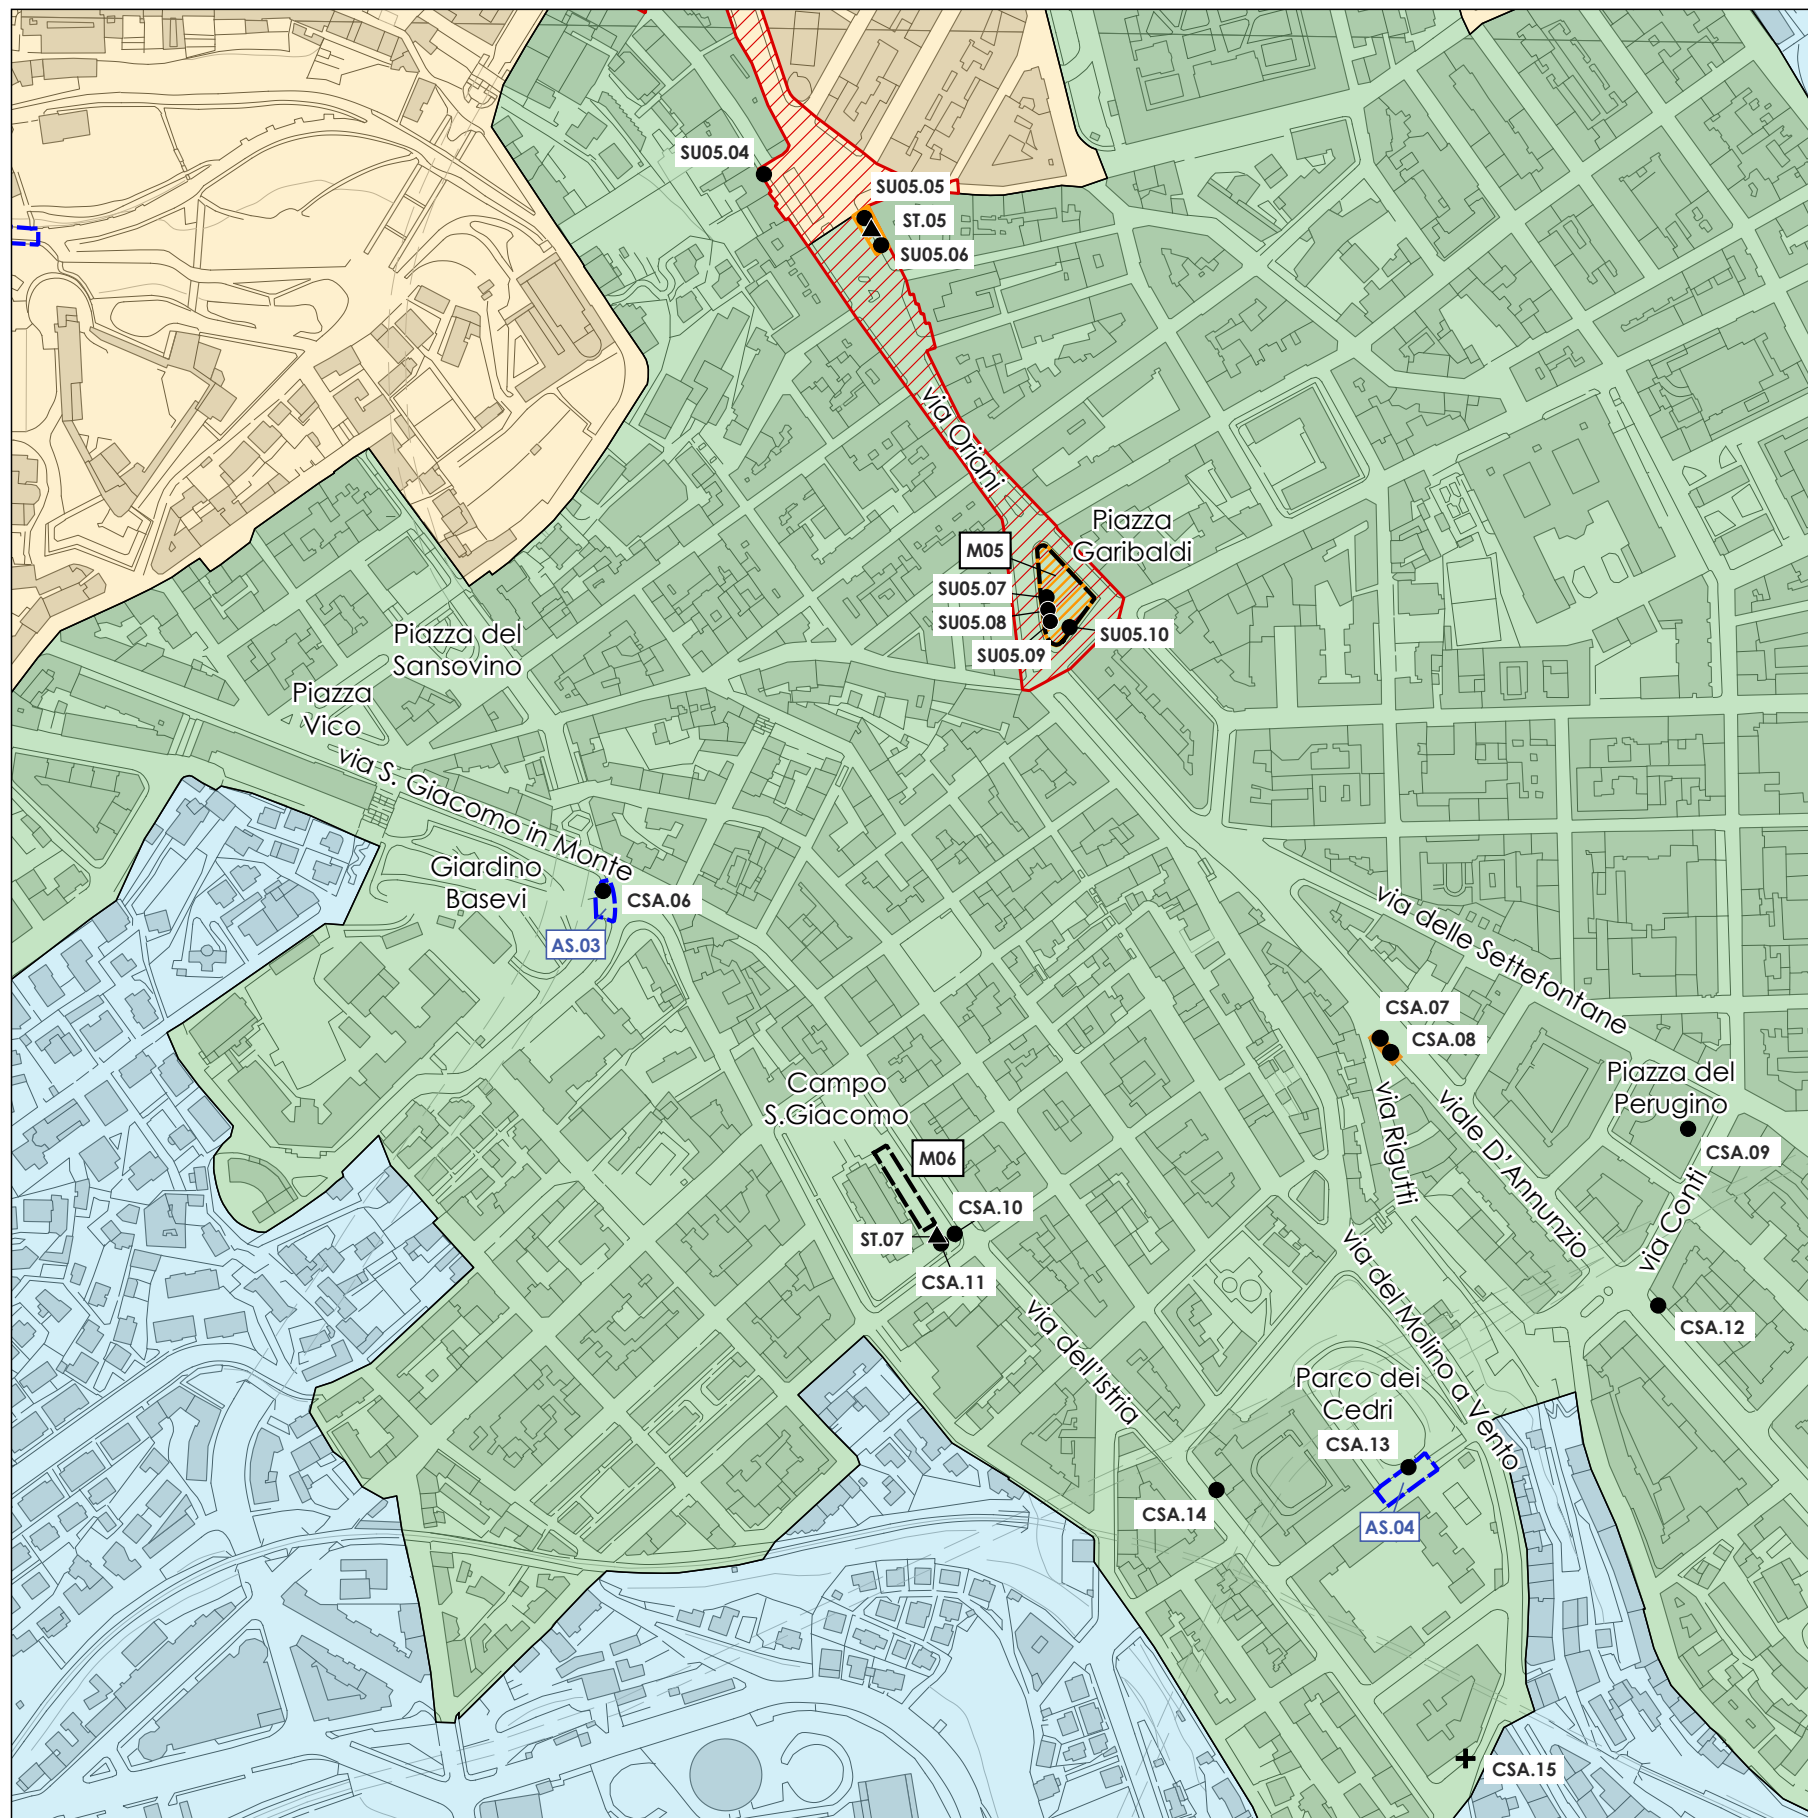 SU05.04
SU05.05
ST.05
SU05.06
via Oriani
Piazza
Garibaldi
M05
SU05.07
SU05.08
SU05.10
SU05.09
Piazza del
Sansovino
Piazza
Vico
via S. Giacomo in Monte
Giardino
Basevi
CSA.06
AS.03
via delle Settefontane
CSA.07
CSA.08
Piazza del
Perugino
CSA.09
Campo
S.Giacomo
via Rigutti
viale D'Annunzio
M06
via Conti
CSA.10
ST.07
CSA.11
via del Molino a Vento
via dell'Istria
CSA.12
Parco dei
Cedri
CSA.13
CSA.14
AS.04
CSA.15